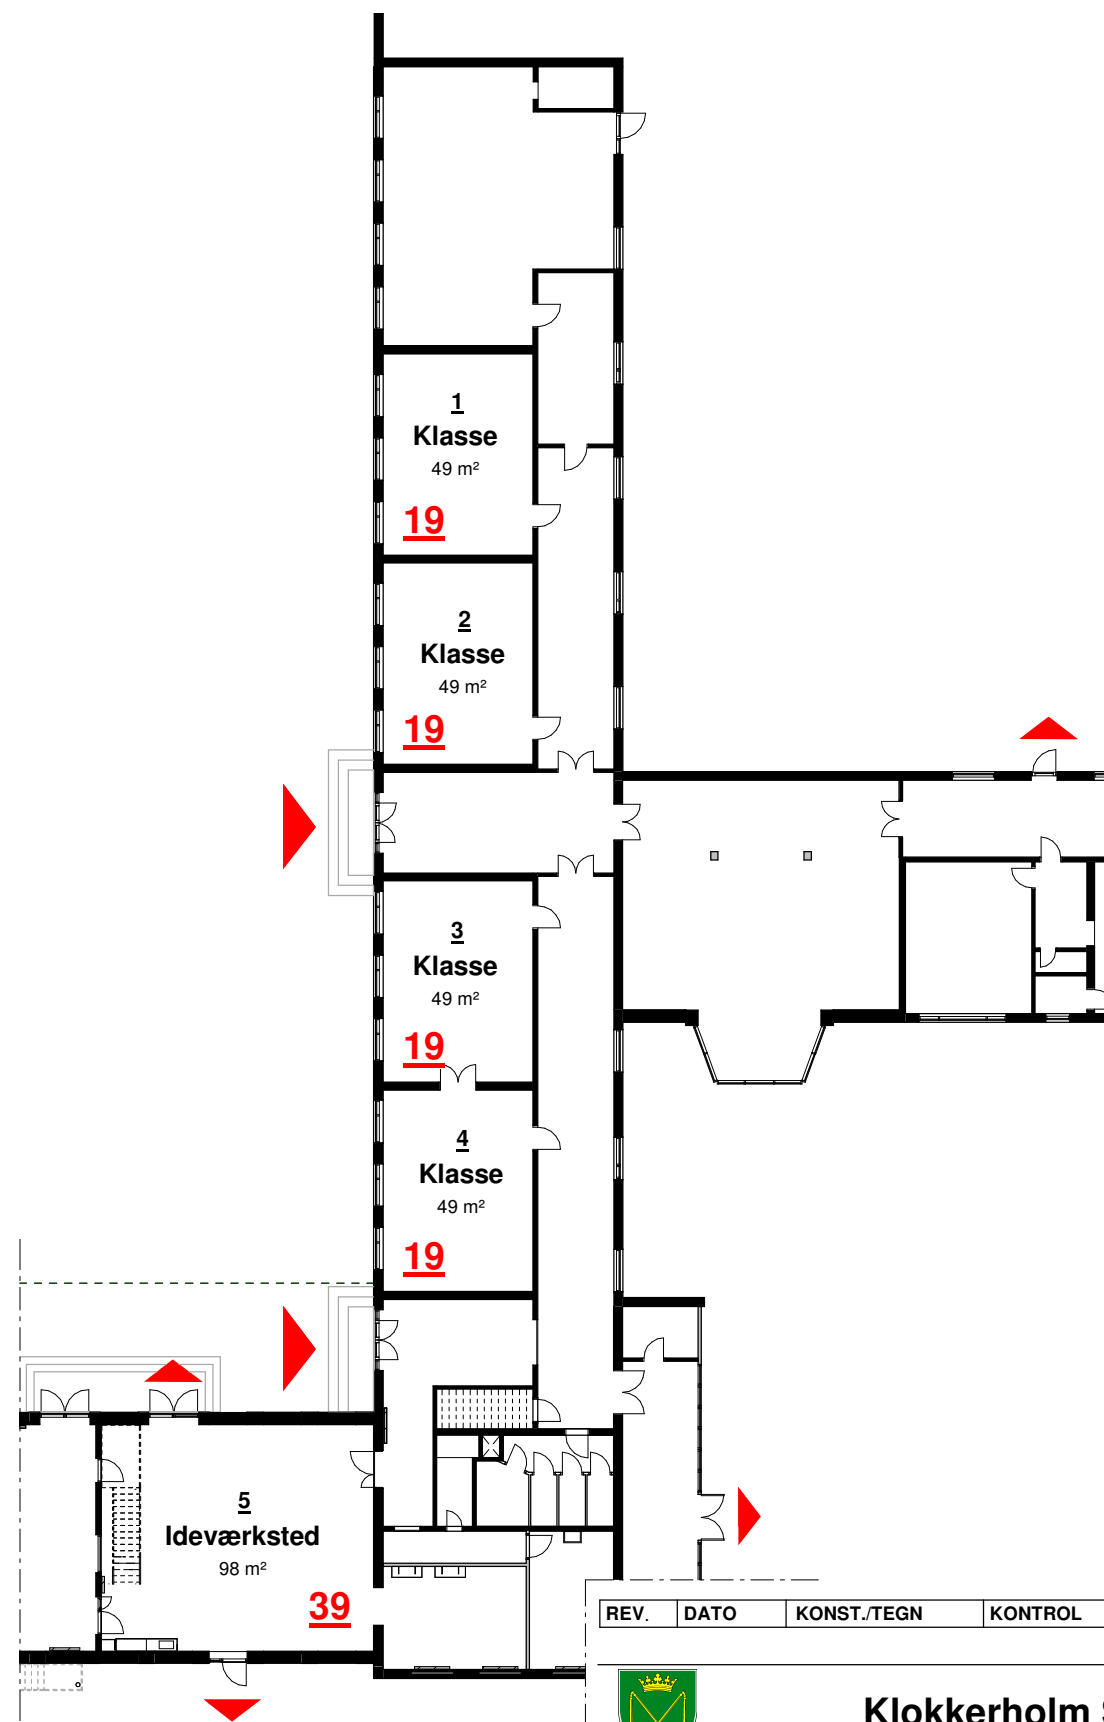 1
Klasse
49 m²
19
2
Klasse
49 m²
19
3
Klasse
49 m²
19
4
Klasse
49 m²
19
5
Ideværksted
98 m²
39
REV. DATO KONST./TEGN KONTROL
Klokkerholm